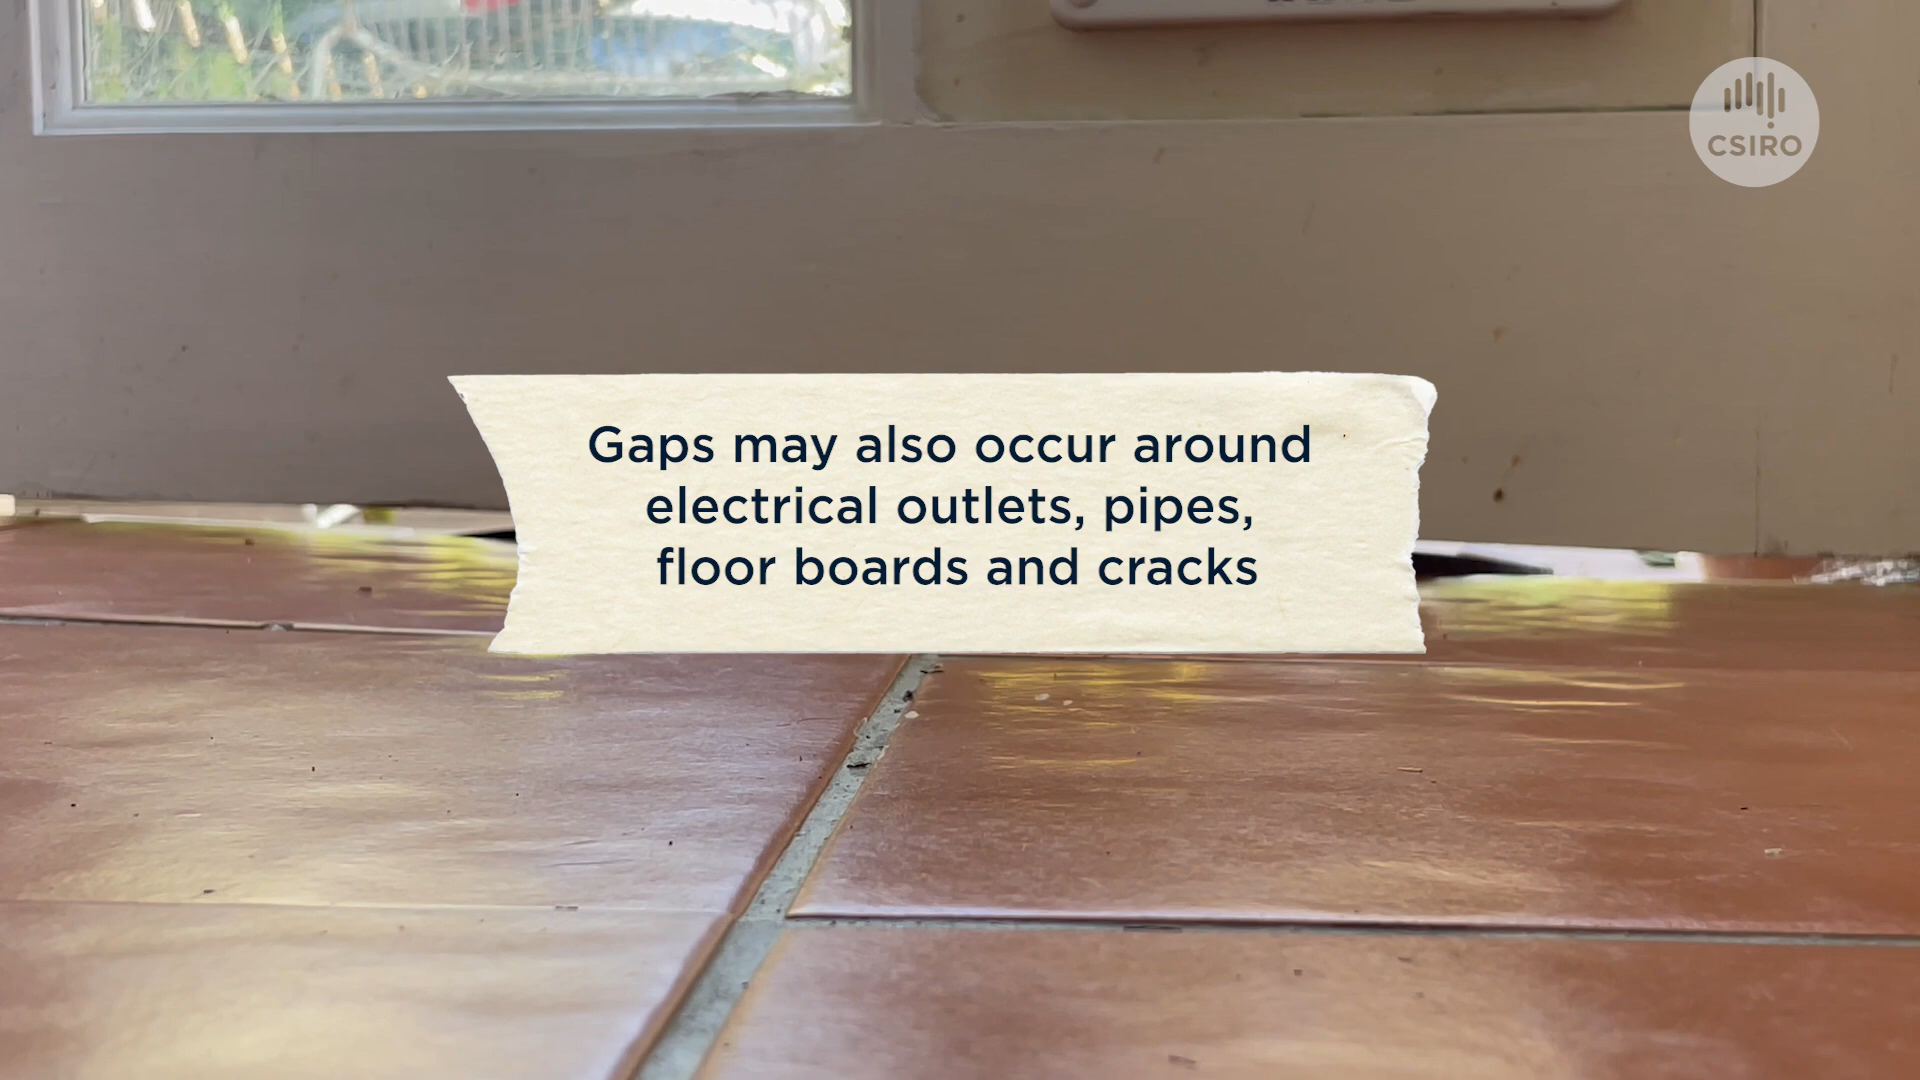 CSIRO
Gaps may also occur around
electrical outlets, pipes,
floor boards and cracks